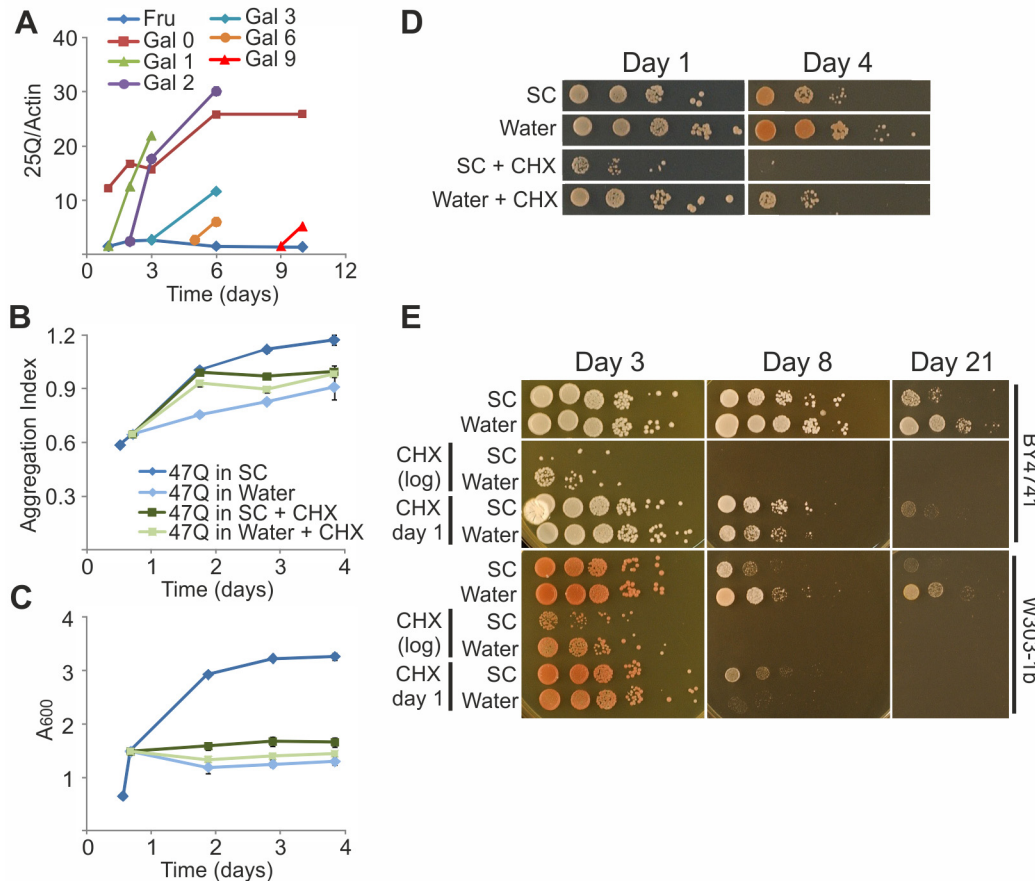 A
Fru
Gal 0
Gal 1
Gal 2
Gal 3
Gal 6
Gal 9
25Q/Actin
40
30
20
10
0 3 6 9 12
Time (days)
B
Aggregation Index
1.2
0.9
0.6
0.3
47Q in SC
47Q in Water
47Q in SC + CHX
47Q in Water + CHX
0 1 2 3 4
Time (days)
C
A600
4
3
2
1
0 1 2 3 4
Time (days)
D
Day 1 Day 4
SC
Water
SC + CHX
Water + CHX
E
Day 3 Day 8 Day 21
SC
Water
CHX (log) SC
Water
CHX day 1 SC
Water
BY4741
SC
Water
CHX (log) SC
Water
CHX day 1 SC
Water
W303-1b